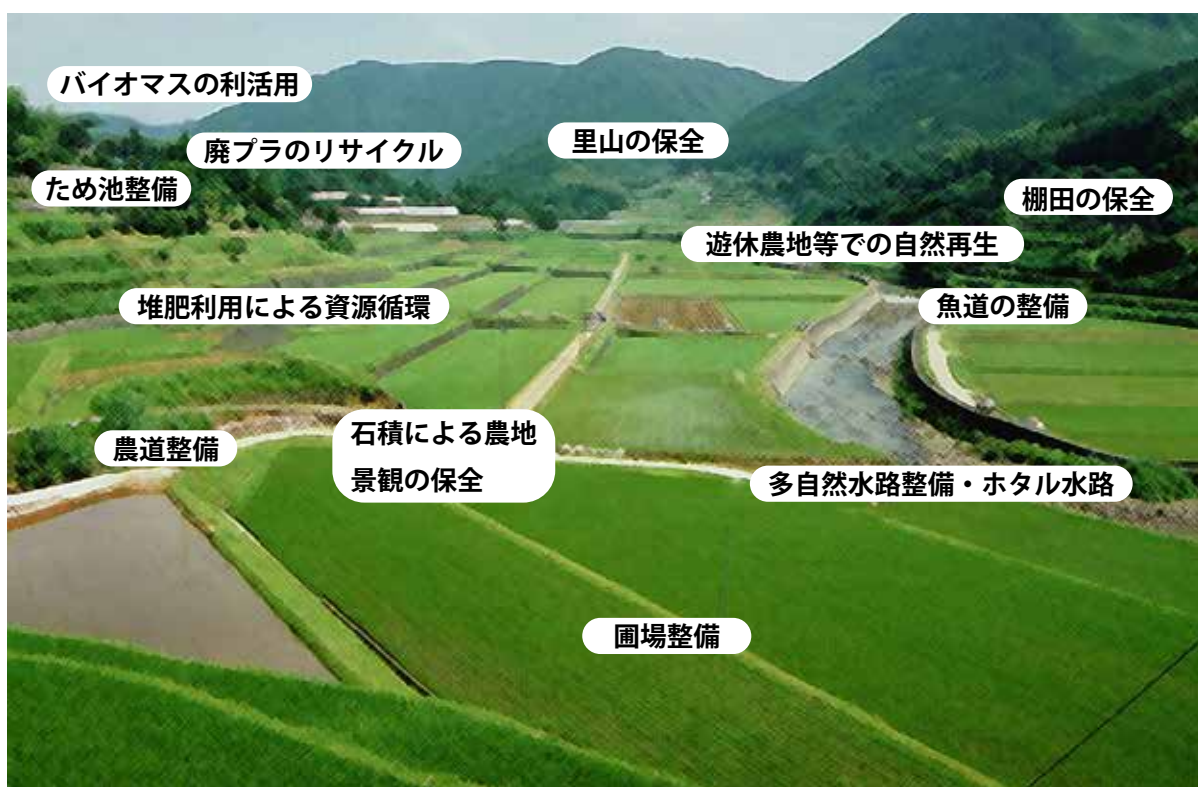 バイオマスの利活用
廃プラのリサイクル
里山の保全
ため池整備
棚田の保全
遊休農地等での自然再生
堆肥利用による資源循環
魚道の整備
農道整備
石積による農地
景観の保全
多自然水路整備・ホタル水路
圃場整備